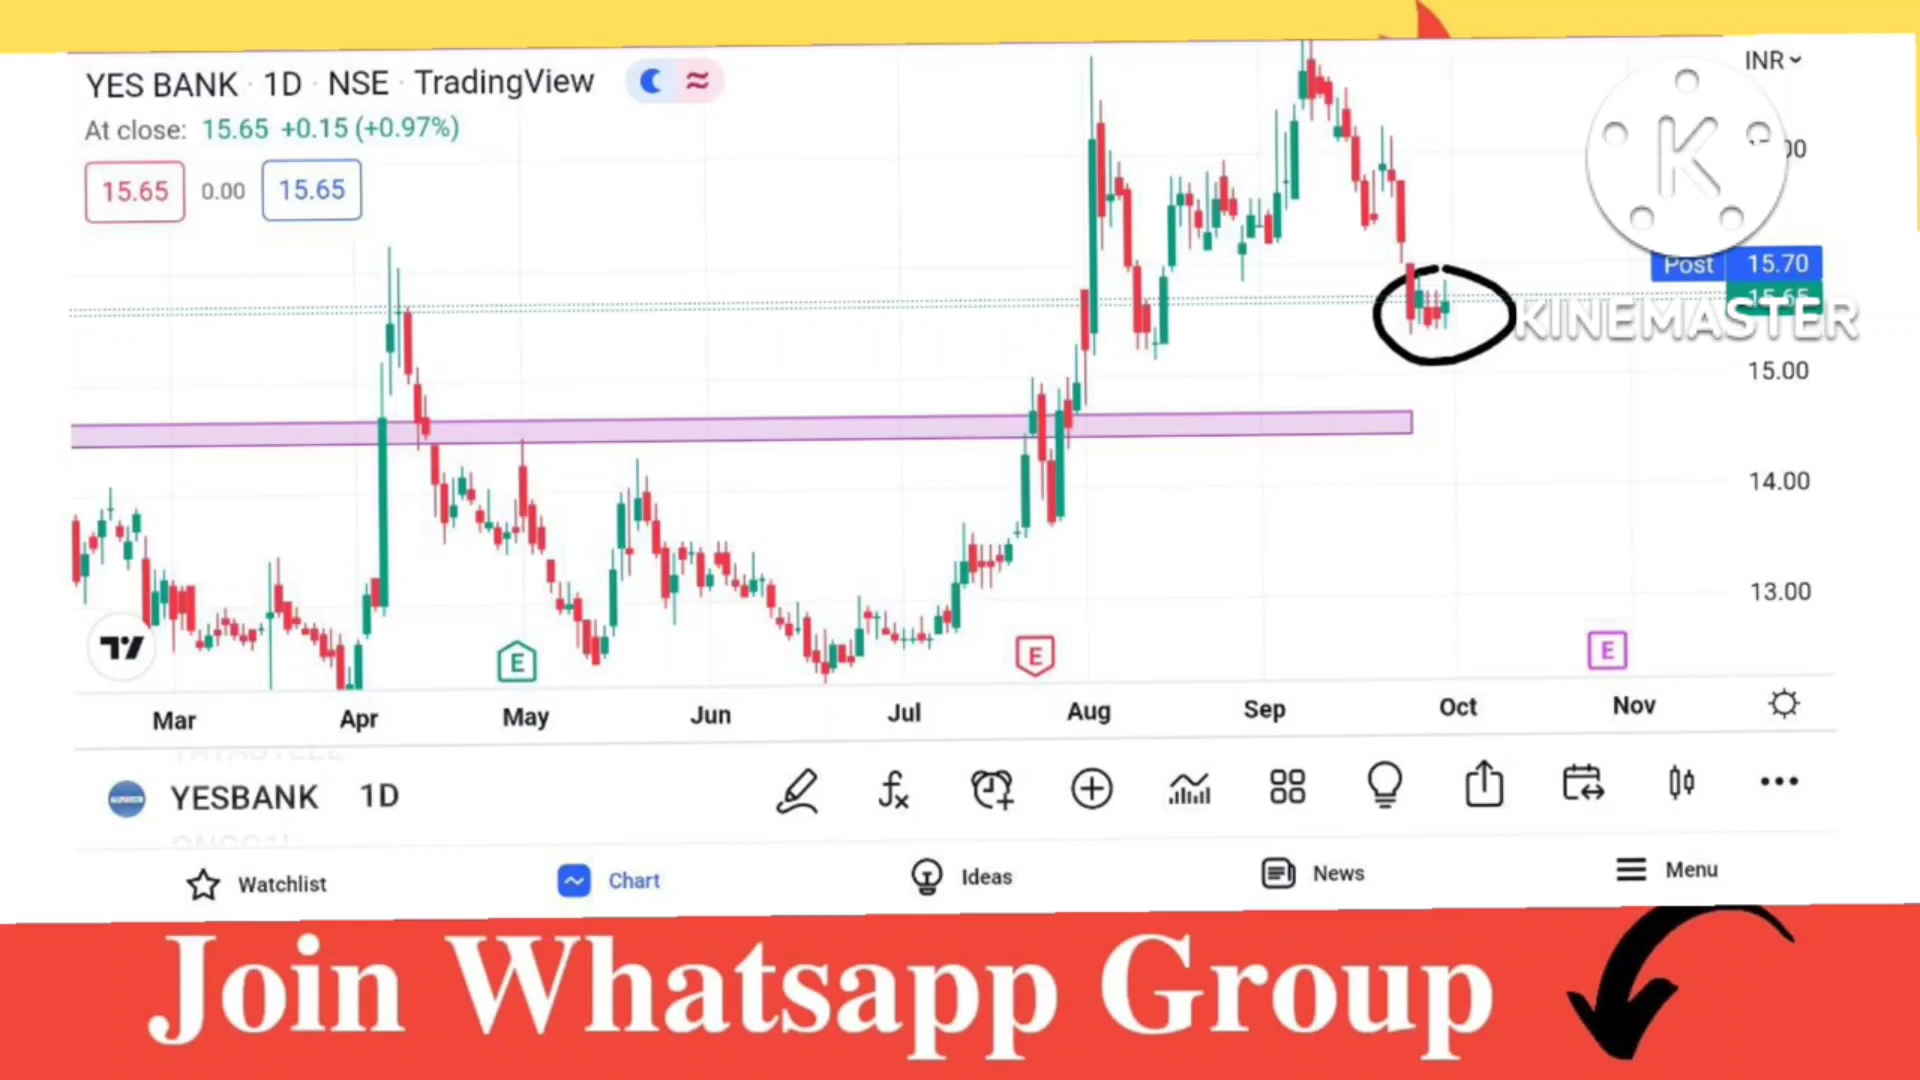 YES BANK · 1D · NSE · TradingView
INR
At close: 15.65 +0.15 (+0.97%)
15.65 0.00 15.65
K
Post 15.70
15.65
KINEMASTER
15.00
14.00
13.00
E E E
Mar Apr May Jun Jul Aug Sep Oct Nov
YESBANK 1D
Watchlist Chart Ideas News Menu
Join Whatsapp Group